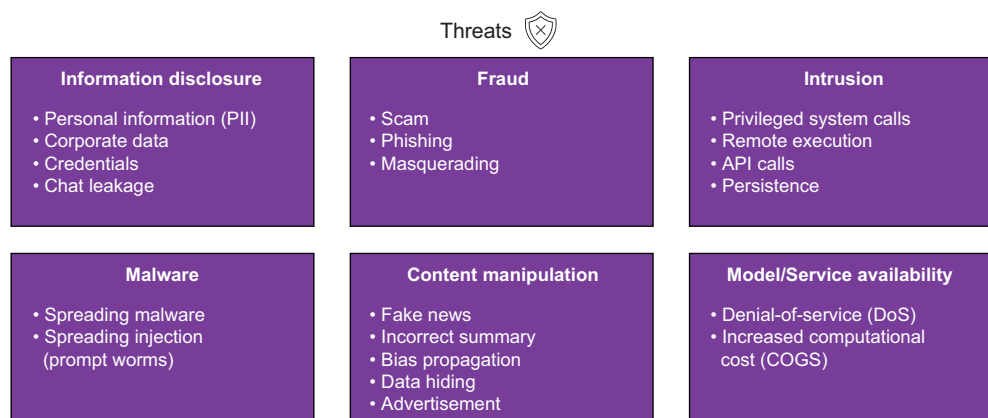 Threats
Information disclosure
• Personal information (PII)
• Corporate data
• Credentials
• Chat leakage
Fraud
• Scam
• Phishing
• Masquerading
Intrusion
• Privileged system calls
• Remote execution
• API calls
• Persistence
Malware
• Spreading malware
• Spreading injection
(prompt worms)
Content manipulation
• Fake news
• Incorrect summary
• Bias propagation
• Data hiding
• Advertisement
Model/Service availability
• Denial-of-service (DoS)
• Increased computational
cost (COGS)